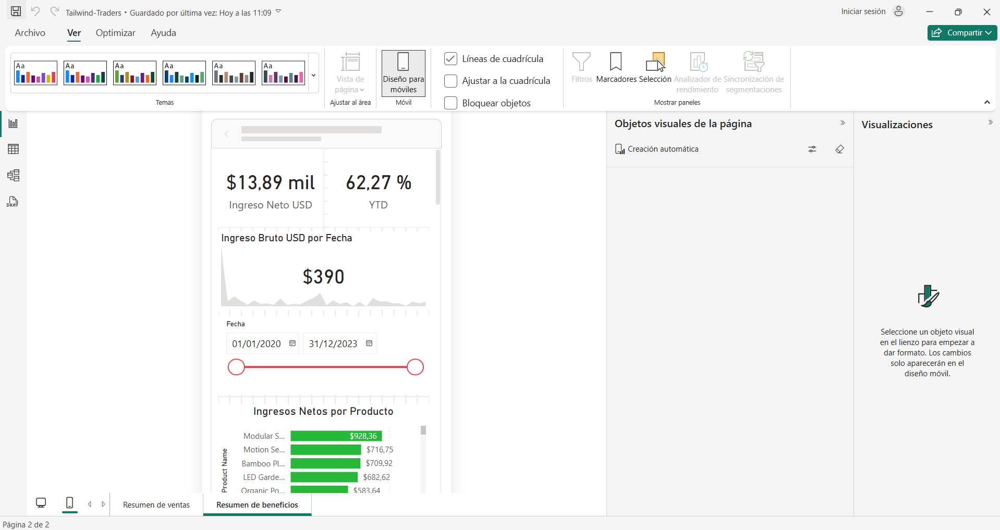 Tailwind-Traders • Guardado por última vez: Hoy a las 11:09
Iniciar sesión
Archivo
Ver
Optimizar
Ayuda
Compartir
Aa
Aa
Aa
Aa
Aa
Aa
Temas
Vista de
página
Ajustar al área
Diseño para
móviles
Móvil
Líneas de cuadrícula
Ajustar a la cuadrícula
Bloquear objetos
Filtros
Marcadores
Selección
Analizador de
rendimiento
Sincronización de
segmentaciones
Mostrar paneles
DAX
$13,89 mil
Ingreso Neto USD
62,27 %
YTD
Ingreso Bruto USD por Fecha
$390
Fecha
01/01/2020
31/12/2023
Ingresos Netos por Producto
Product Name
Modular S...
$928,36
Motion Se...
$716,75
Bamboo Pl...
$709,92
LED Garde...
$682,62
Organic Po...
$583,64
Objetos visuales de la página
Creación automática
Visualizaciones
Seleccione un objeto visual
en el lienzo para empezar a
dar formato. Los cambios
solo aparecerán en el
diseño móvil.
Resumen de ventas
Resumen de beneficios
Página 2 de 2